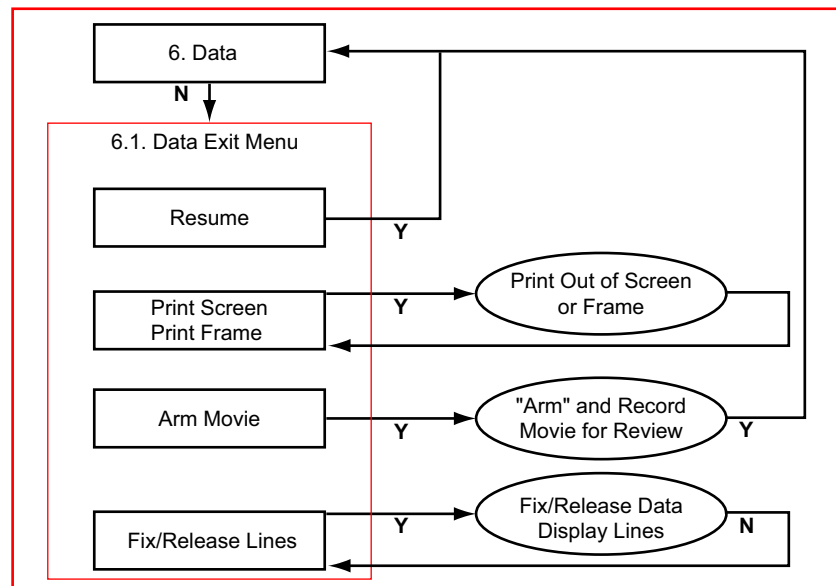 6. Data
N
6.1. Data Exit Menu
Resume
Y
Print Screen
Print Frame
Y
Print Out of Screen
or Frame
Arm Movie
Y
"Arm" and Record
Movie for Review
Y
Fix/Release Lines
Y
Fix/Release Data
Display Lines
N